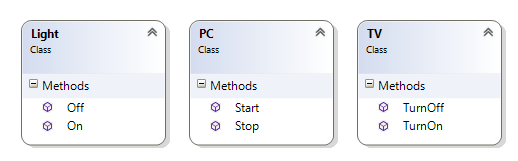 Light
Class
Methods
Off
On
PC
Class
Methods
Start
Stop
TV
Class
Methods
TurnOff
TurnOn